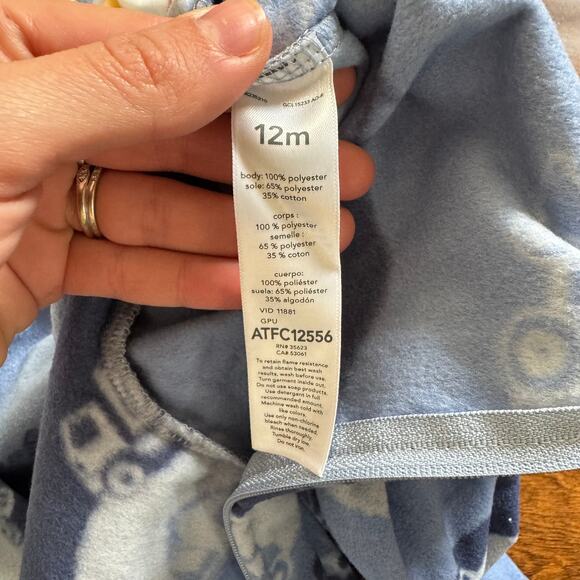 GCL15233 AO#
12m
body: 100% polyester
sole: 65% polyester
35% cotton
corps :
100 % polyester
semelle :
65 % polyester
35 % coton
cuerpo:
100% poliéster
suela: 65% poliéster
35% algodón
VID 11881
GPU
ATFC12556
RN# 35623
CA# 53061
To retain flame resistance
and obtain best wash
results, wash before use.
Turn garment inside out.
Do not use soap products.
Use detergent in full
recommended amount.
Machine wash cold with
like colors.
Use only non-chlorine
bleach when needed.
Rinse thoroughly.
Tumble dry low.
Do not iron.